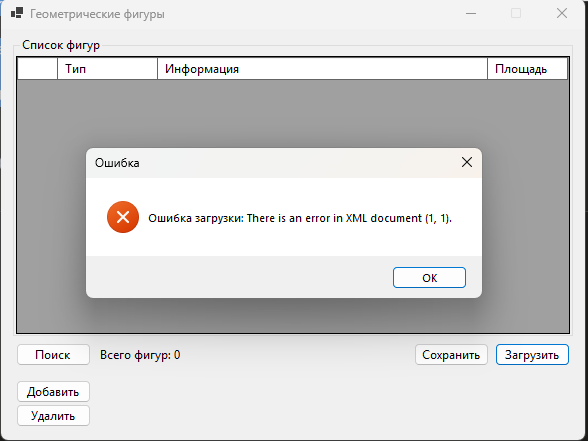 Геометрические фигуры
Список фигур
Тип Информация Площадь
Ошибка
Ошибка загрузки: There is an error in XML document (1, 1).
OK
Поиск Всего фигур: 0 Сохранить Загрузить
Добавить
Удалить